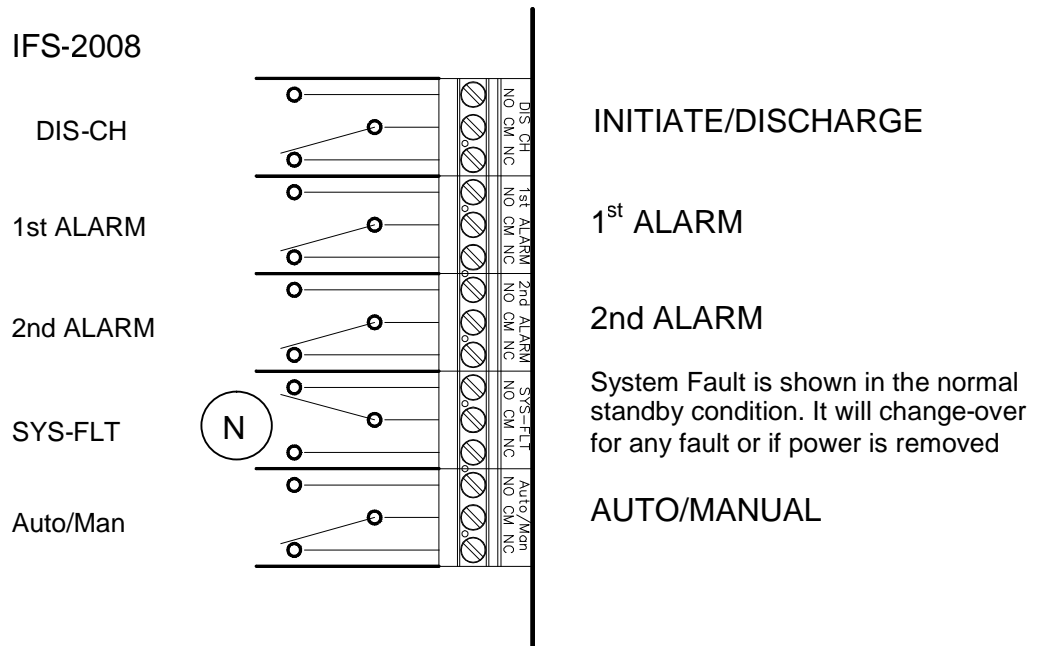 IFS-2008
DIS-CH
NO CM NC
DIS CH
INITIATE/DISCHARGE
1st ALARM
NO CM NC
1st ALARM
1st ALARM
2nd ALARM
NO CM NC
2nd ALARM
2nd ALARM
SYS-FLT
N
NO CM NC
SYS-FLT
System Fault is shown in the normal
standby condition. It will change-over
for any fault or if power is removed
Auto/Man
NO CM NC
Auto/Man
AUTO/MANUAL